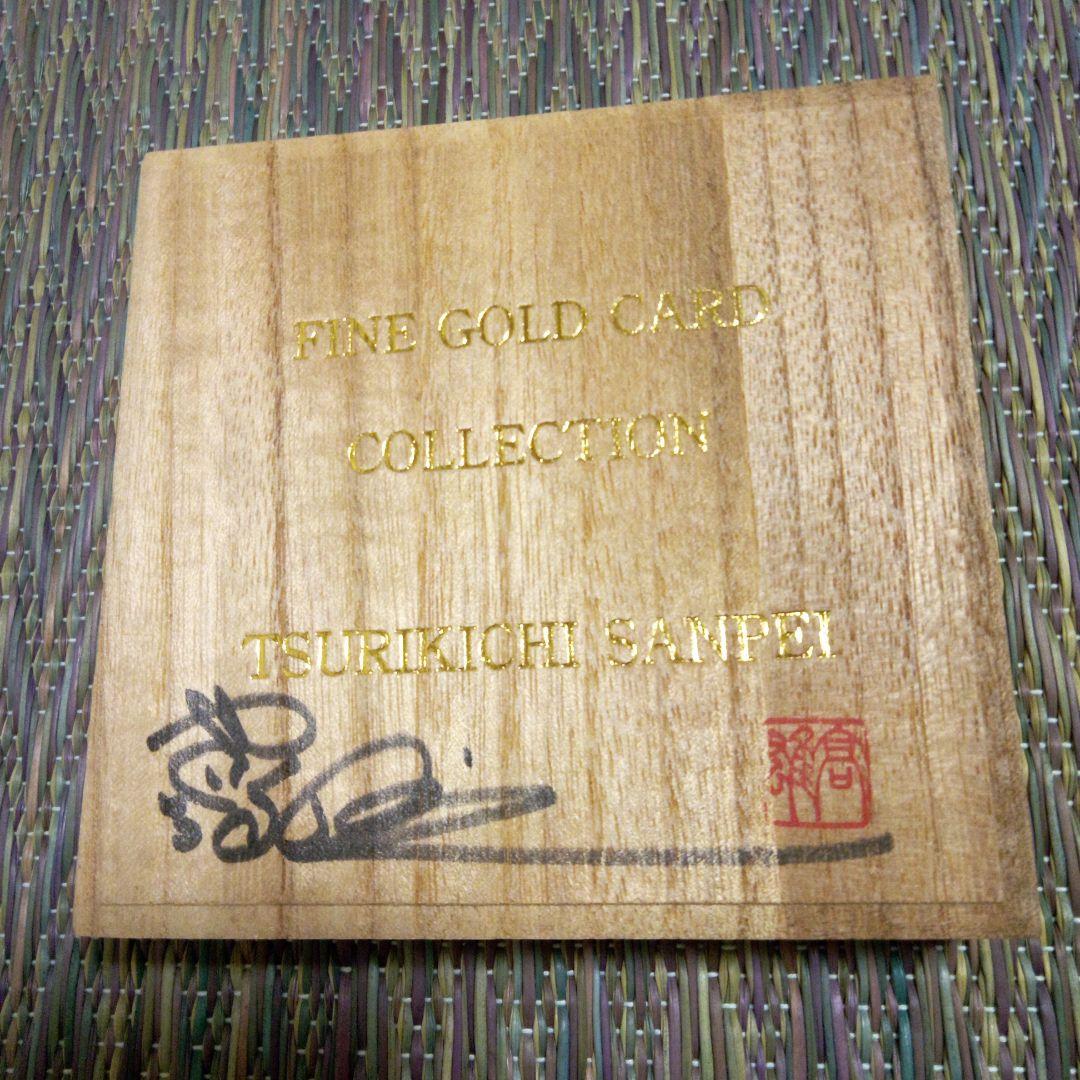 FINE GOLD CARD
COLLECTION
TSURIKICHI SANPEI